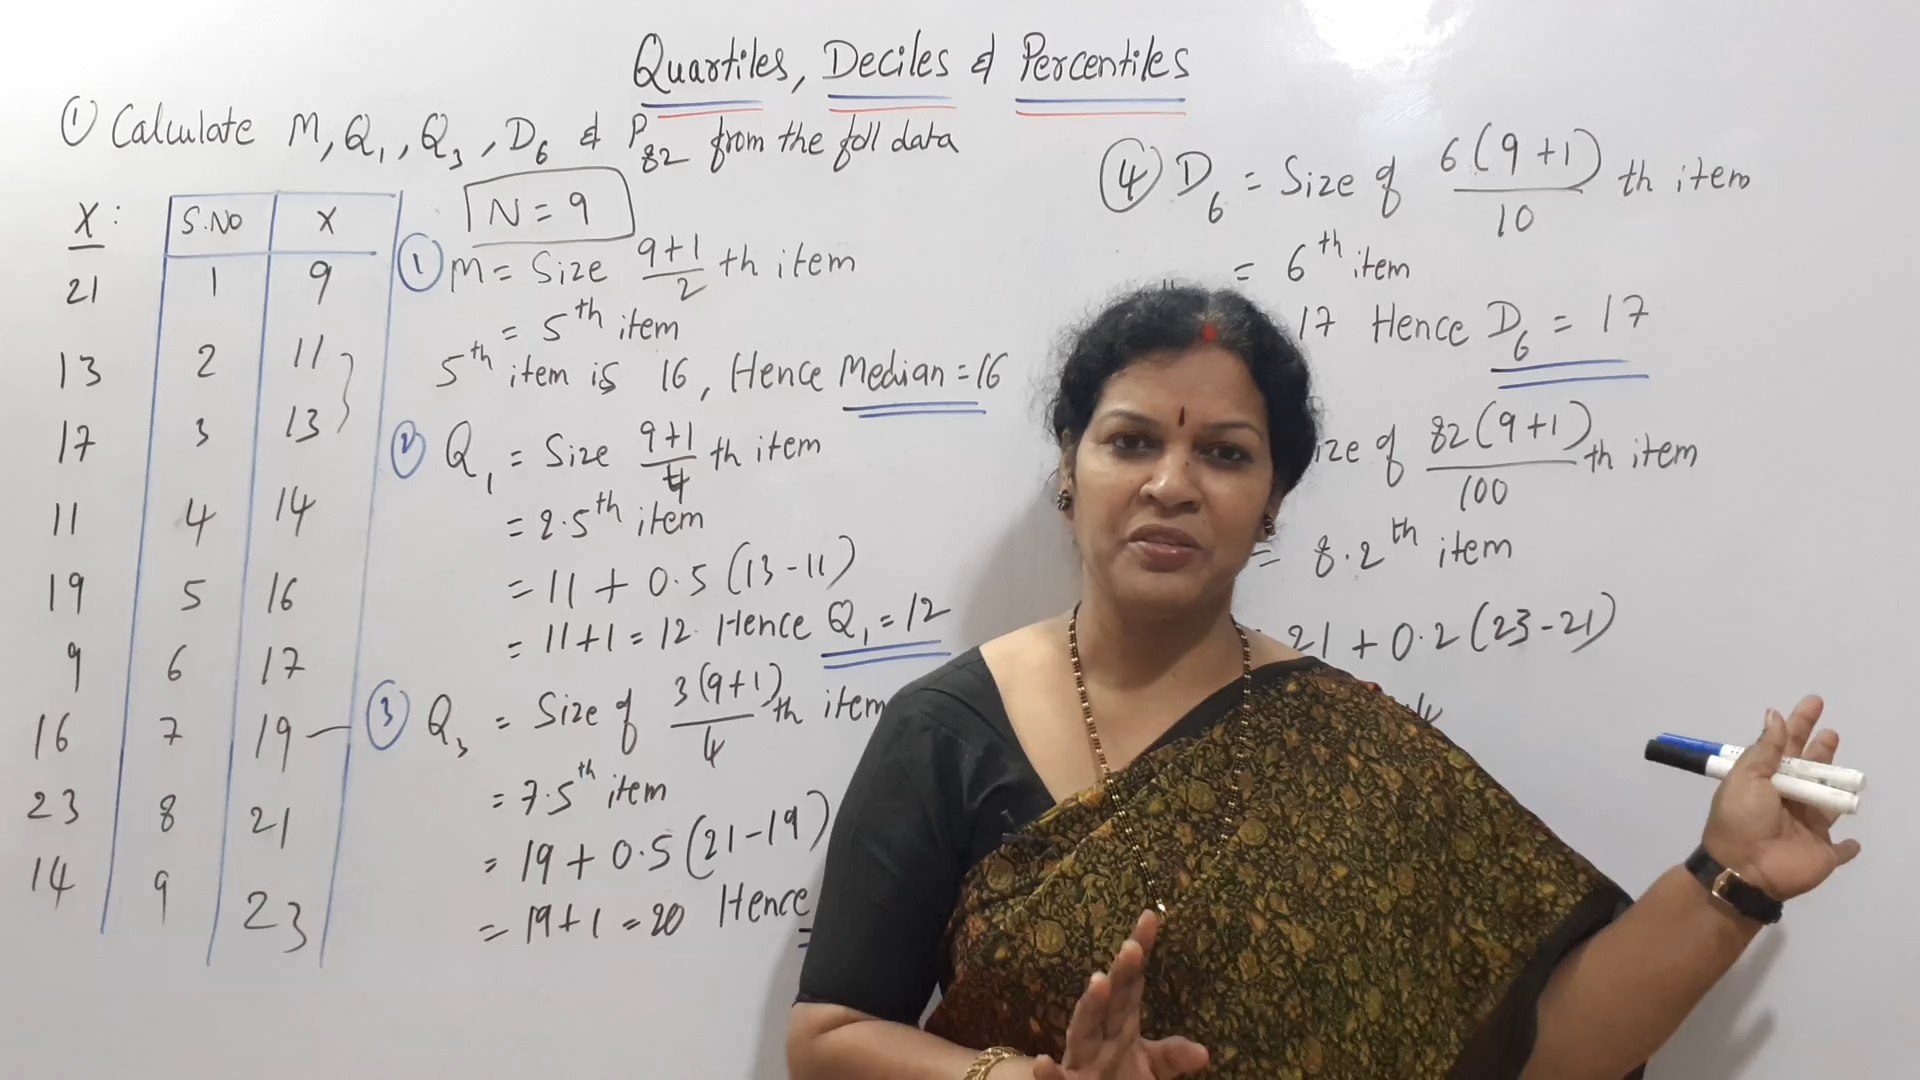 Quartiles, Deciles & Percentiles
① Calculate M, Q₁, Q₃, D₆ & P₈₂ from the foll data
X:
21
13
17
11
19
9
16
23
14
S.No X
1 9
2 11
3 13
4 14
5 16
6 17
7 19
8 21
9 23
N = 9
① M = Size 9+1/2 th item
= 5th item
5th item is 16, Hence Median = 16
② Q₁ = Size 9+1/4 th item
= 2.5th item
= 11 + 0.5 (13-11)
= 11+1 = 12. Hence Q₁ = 12
③ Q₃ = Size of 3(9+1)/4 th item
= 7.5th item
= 19 + 0.5 (21-19)
= 19+1 = 20 Hence
④ D₆ = Size of 6(9+1)/10 th item
= 6th item
17 Hence D₆ = 17
ize of 82(9+1)/100 th item
= 8.2th item
21 + 0.2 (23-21)